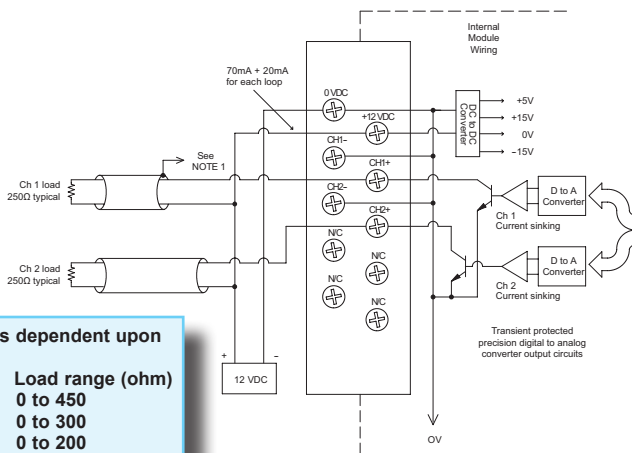 Internal
Module
Wiring
70mA + 20mA
for each loop
0 VDC
+12 VDC
CH1–
CH1+
CH2–
CH2+
N/C
N/C
N/C
N/C
DC to DC
Converter
+5V
+15V
0V
–15V
See
NOTE 1
Ch 1 load
250Ω typical
Ch 2 load
250Ω typical
D to A
Converter
Ch 1
Current sinking
D to A
Converter
Ch 2
Current sinking
Transient protected
precision digital to analog
converter output circuits
+
–
12 VDC
0V
s dependent upon
Load range (ohm)
0 to 450
0 to 300
0 to 200